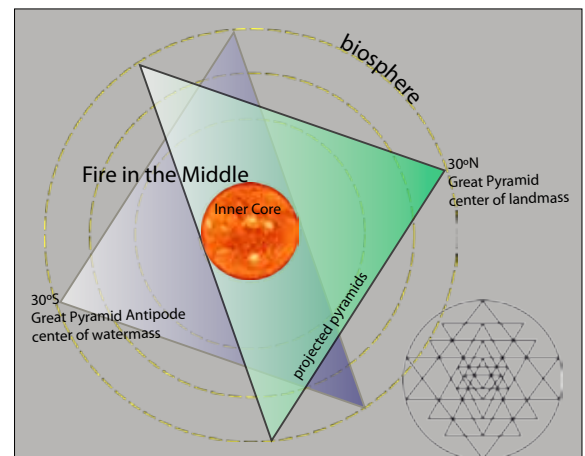 biosphere
30ºN
Great Pyramid
center of landmass
Fire in the Middle
Inner Core
30ºS
Great Pyramid Antipode
center of watermass
projected pyramids